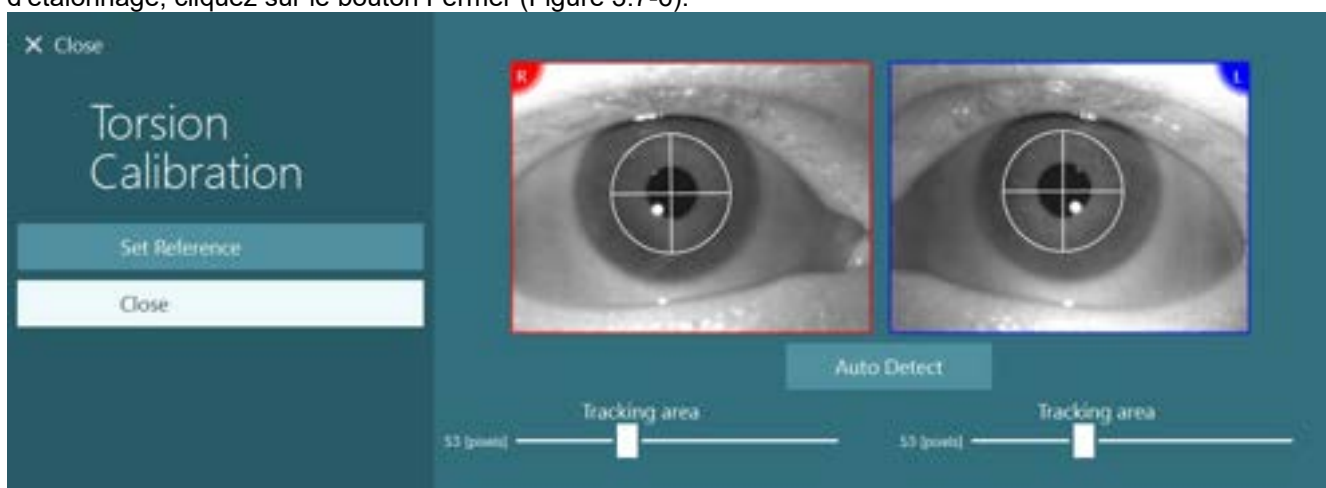 d'étalonnage, cliquez sur le bouton Fermer (Figure 3.7-6).
X Close
Torsion
Calibration
Set Reference
Close
R
L
Auto Detect
Tracking area
53 [pixels]
Tracking area
53 [pixels]